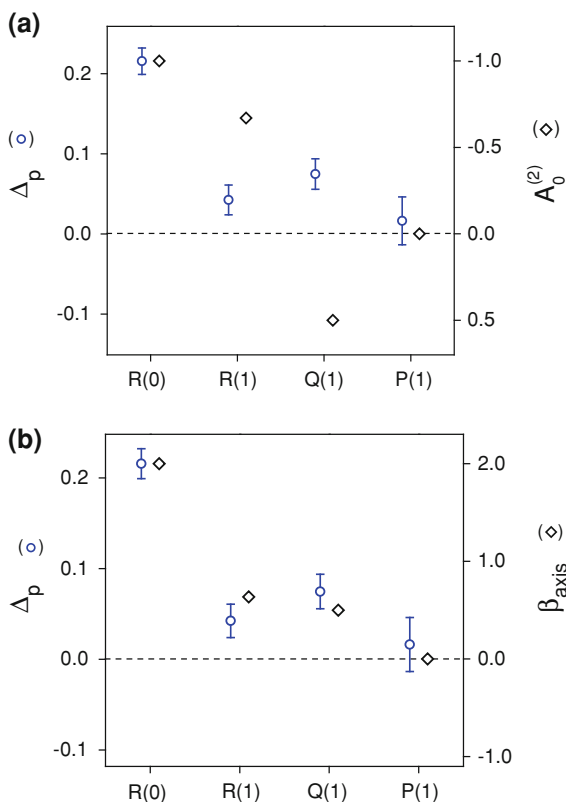 (a)
0.2
0.1
0.0
-0.1
Δp (○)
-1.0
-0.5
0.0
0.5
A0(2) (◇)
R(0) R(1) Q(1) P(1)
(b)
0.2
0.1
0.0
-0.1
Δp (○)
2.0
1.0
0.0
-1.0
βaxis (◇)
R(0) R(1) Q(1) P(1)